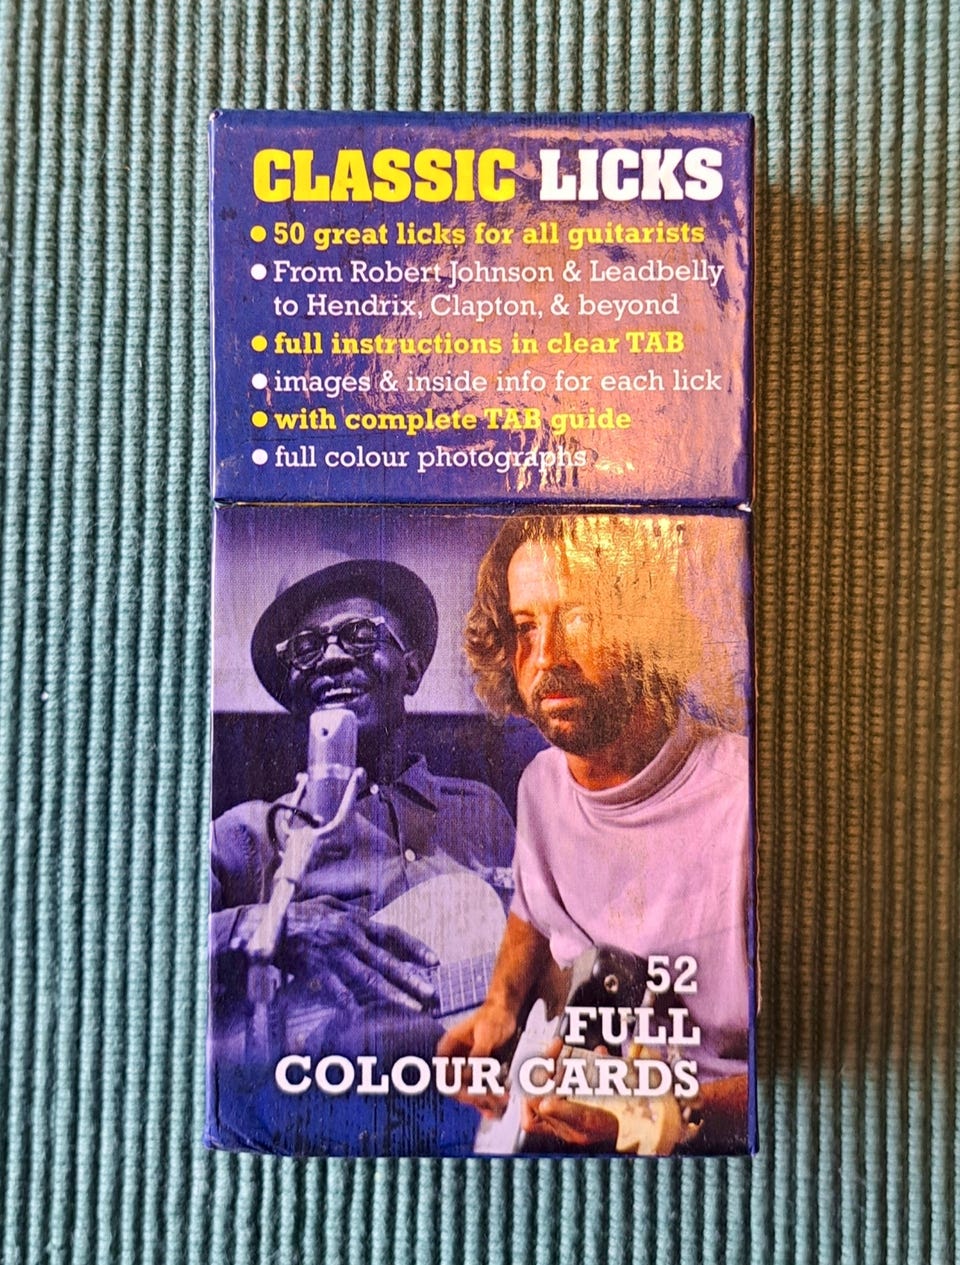 CLASSIC LICKS
• 50 great licks for all guitarists
• From Robert Johnson & Leadbelly
to Hendrix, Clapton, & beyond
• full instructions in clear TAB
• images & inside info for each lick
• with complete TAB guide
• full colour photographs
52
FULL
COLOUR CARDS